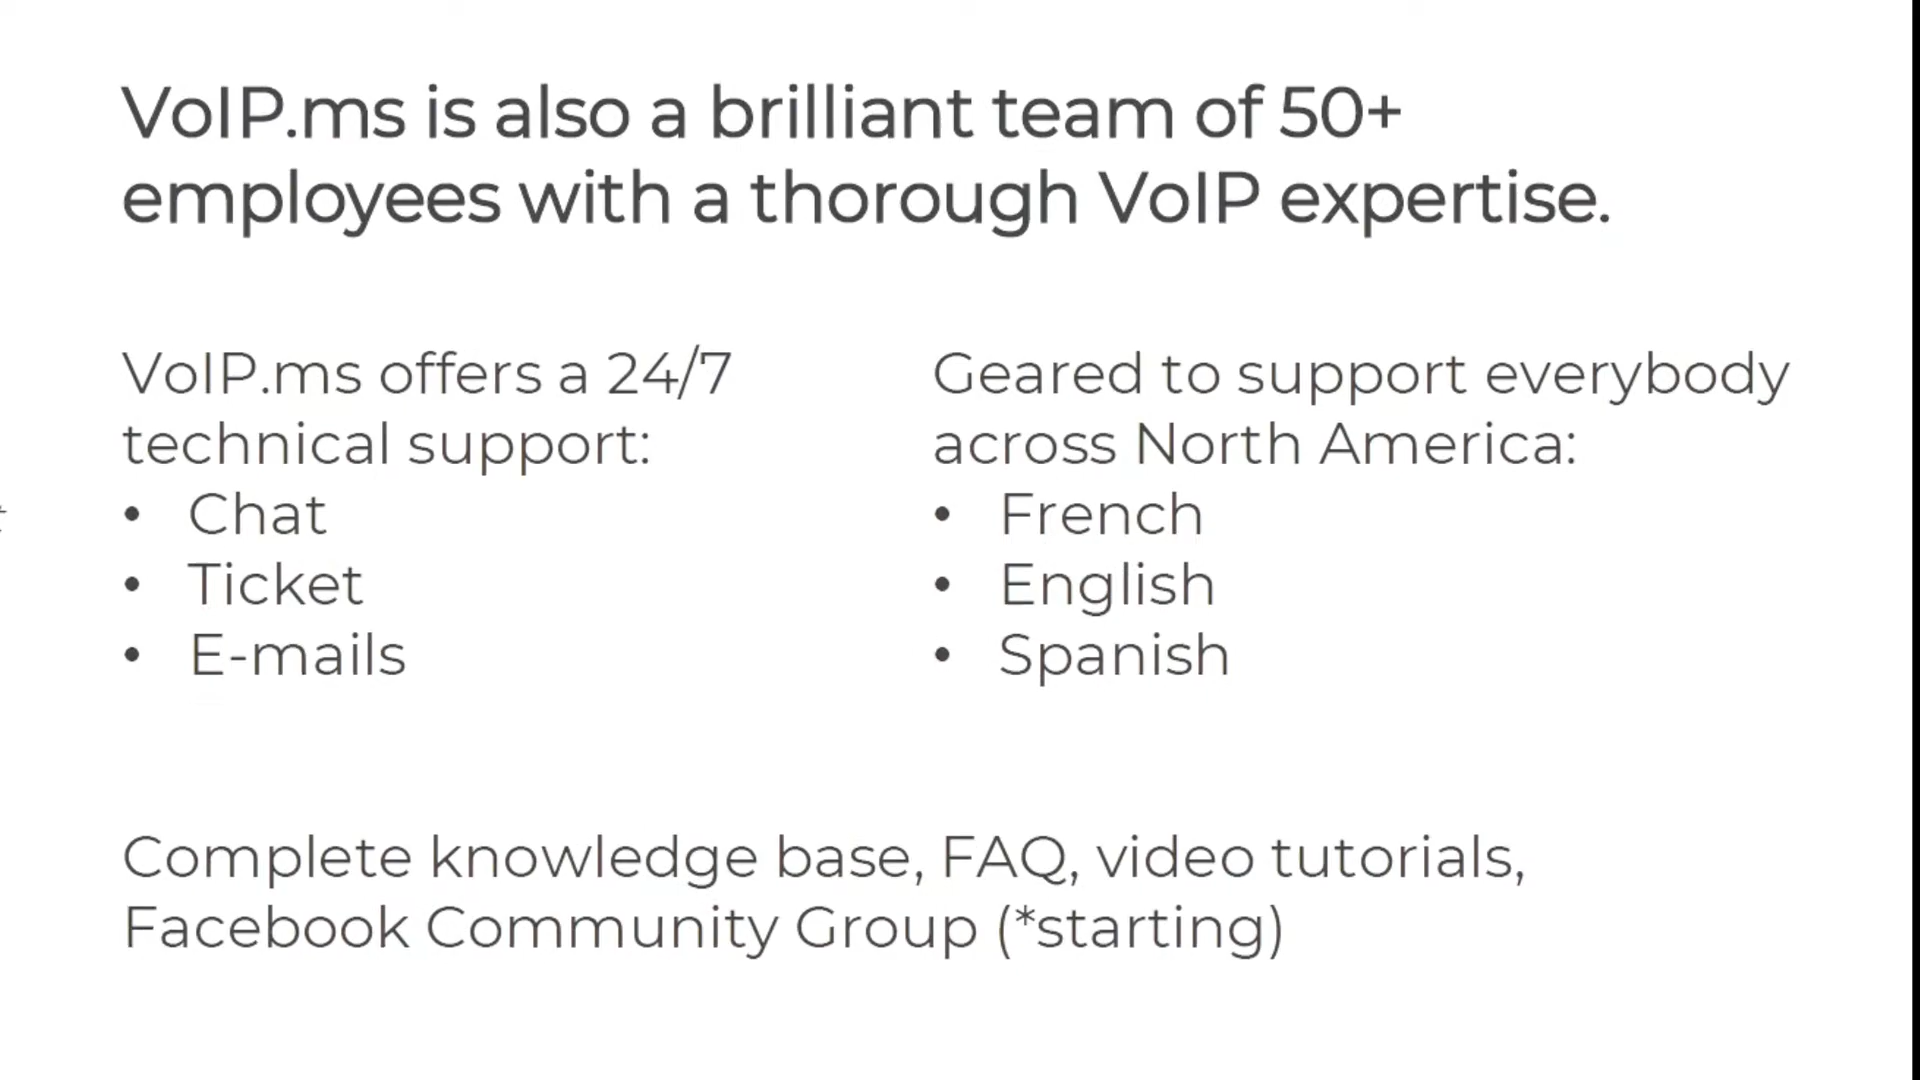 VoIP.ms is also a brilliant team of 50+
employees with a thorough VoIP expertise.
VoIP.ms offers a 24/7
technical support:
• Chat
• Ticket
• E-mails
Geared to support everybody
across North America:
• French
• English
• Spanish
Complete knowledge base, FAQ, video tutorials,
Facebook Community Group (*starting)